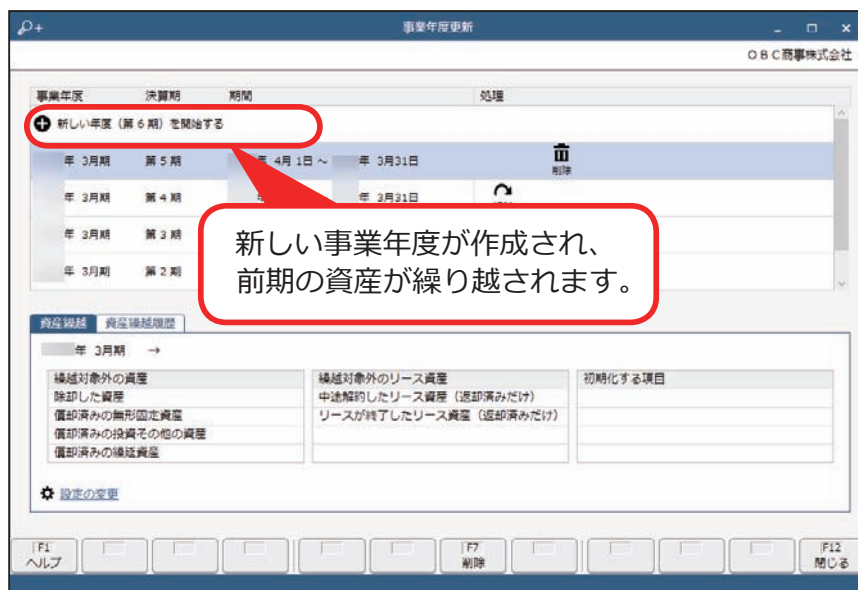 事業年度更新
OBC商事株式会社
事業年度 決算期 期間 処理
新しい年度(第6期)を開始する
年 3月期 第5期 年 4月 1日～ 年 3月31日 削除
年 3月期 第4期 年 3月31日
年 3月期 第3期
年 3月期 第2期
新しい事業年度が作成され、
前期の資産が繰り越されます。
資産繰越 資産繰越履歴
年 3月期 →
繰越対象外の資産 繰越対象外のリース資産 初期化する項目
除却した資産 中途解約したリース資産(返却済みだけ)
償却済みの無形固定資産 リースが終了したリース資産(返却済みだけ)
償却済みの投資その他の資産
償却済みの繰延資産
設定の変更
F1 F7 F12
ヘルプ 削除 閉じる